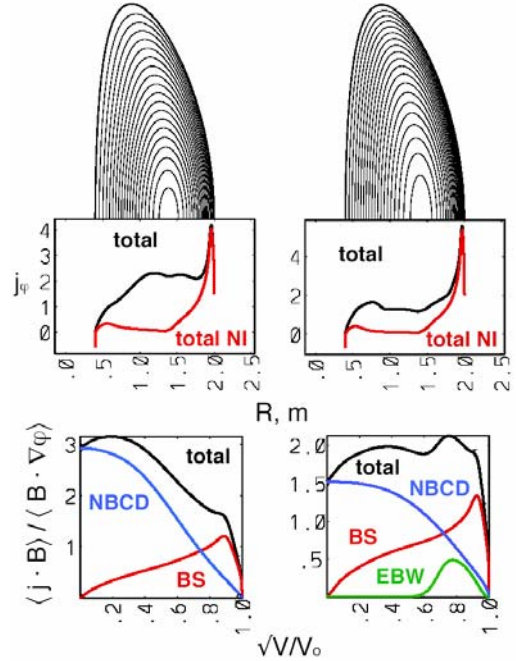 4
3
2
1
0
jφ
total
total NI
.0 .5 1.0 1.5 2.0 2.5
4
2
0
total
total NI
.0 .5 1.0 1.5 2.0 2.5
R, m
3
2
1
⟨j · B⟩ / ⟨B · ∇φ⟩
total
NBCD
BS
.2 .4 .6 .8 1.0
2.0
1.5
1.0
.5
total
NBCD
BS
EBW
.2 .4 .6 .8 1.0
√V/V₀